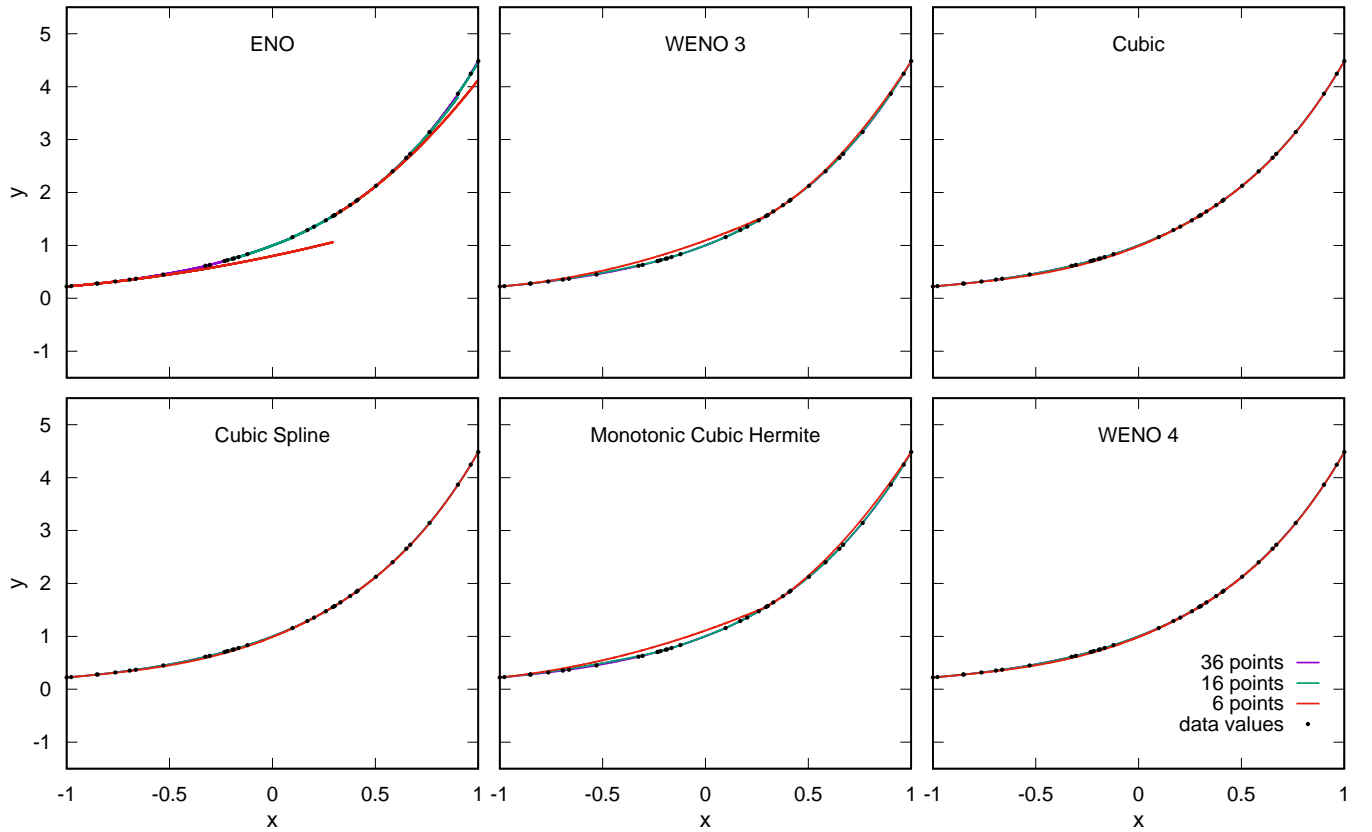 ENO
WENO 3
Cubic
5
4
3
2
1
0
-1
y
Cubic Spline
Monotonic Cubic Hermite
WENO 4
5
4
3
2
1
0
-1
y
36 points
16 points
6 points
data values
-1 -0.5 0 0.5 1
-1 -0.5 0 0.5 1
-1 -0.5 0 0.5 1
x
x
x